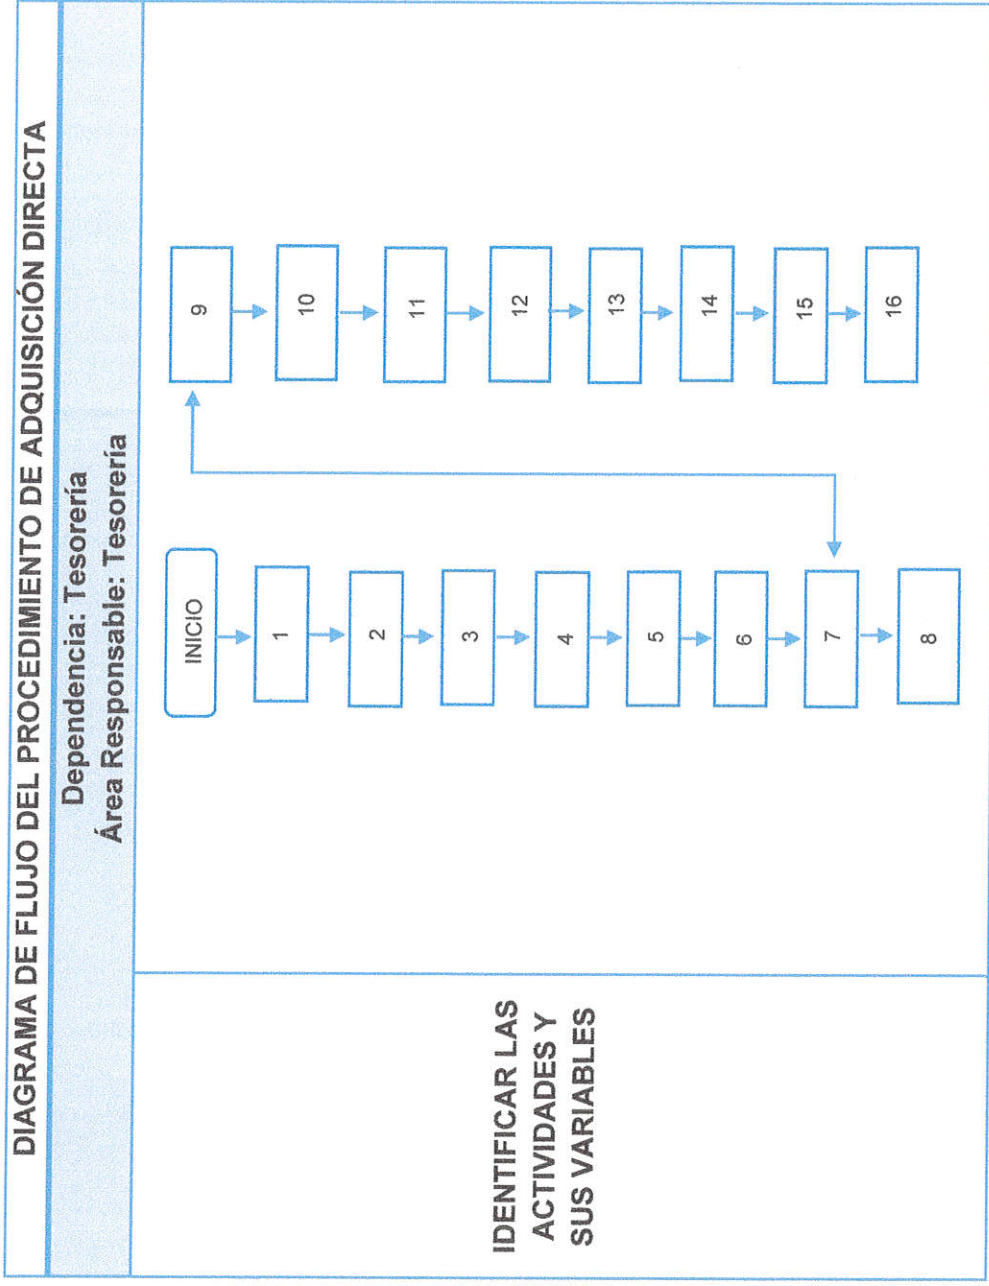 DIAGRAMA DE FLUJO DEL PROCEDIMIENTO DE ADQUISICIÓN DIRECTA
Dependencia: Tesorería
Área Responsable: Tesorería
IDENTIFICAR LAS
ACTIVIDADES Y
SUS VARIABLES
INICIO
1
2
3
4
5
6
7
8
9
10
11
12
13
14
15
16